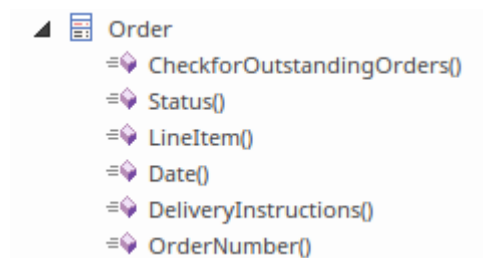 Order
CheckforOutstandingOrders()
Status()
LineItem()
Date()
DeliveryInstructions()
OrderNumber()